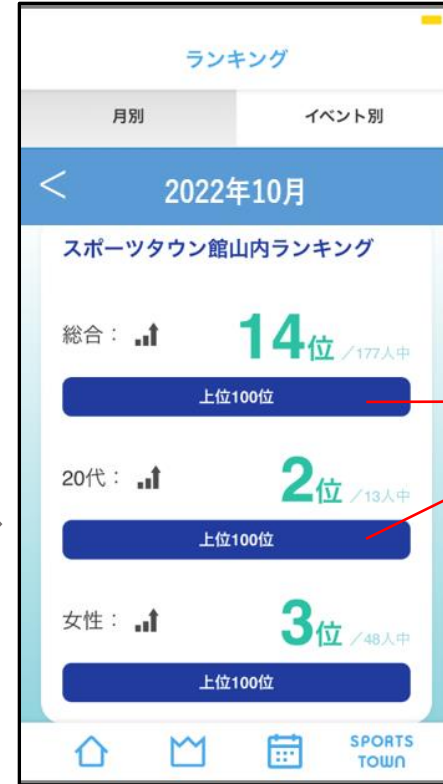 ランキング
月別 イベント別
< 2022年10月
スポーツタウン館山内ランキング
総合： 14位 ／177人中
上位100位
20代： 2位 ／13人中
上位100位
女性： 3位 ／48人中
上位100位
SPORTS
TOWN